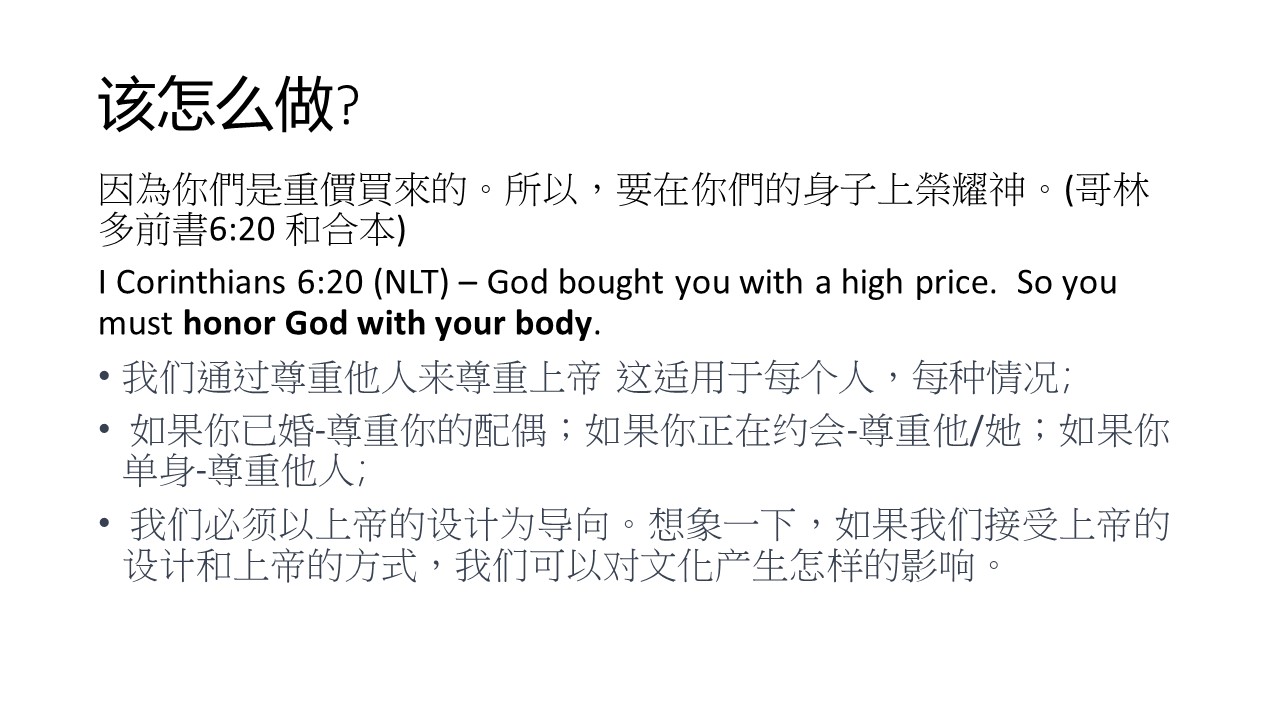 该怎么做?
因為你們是重價買來的。所以，要在你們的身子上榮耀神。(哥林
多前書6:20 和合本)
I Corinthians 6:20 (NLT) – God bought you with a high price.  So you
must honor God with your body.
• 我们通过尊重他人来尊重上帝 这适用于每个人，每种情况;
• 如果你已婚-尊重你的配偶；如果你正在约会-尊重他/她；如果你
单身-尊重他人;
• 我们必须以上帝的设计为导向。想象一下，如果我们接受上帝的
设计和上帝的方式，我们可以对文化产生怎样的影响。